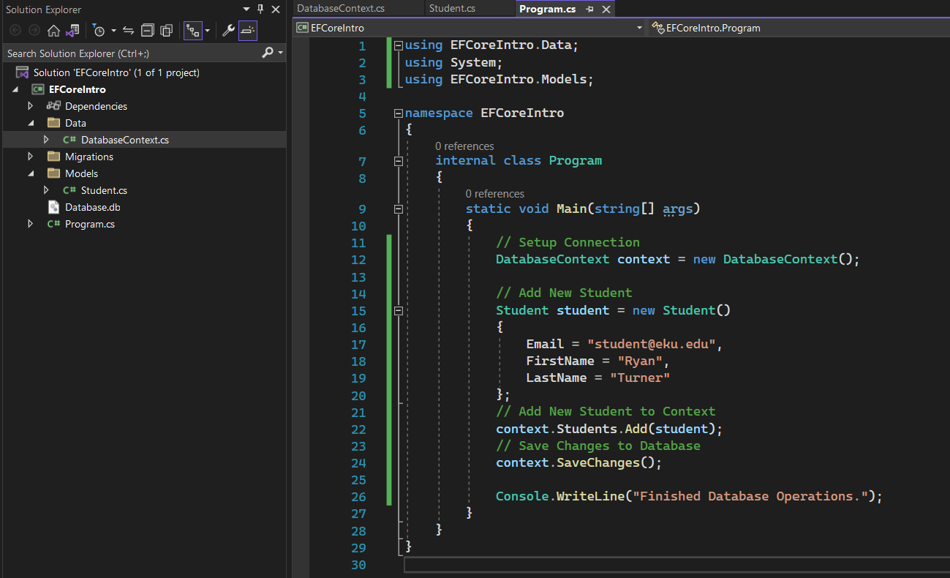 Solution Explorer
Search Solution Explorer (Ctrl+;)
Solution 'EFCoreIntro' (1 of 1 project)
EFCoreIntro
Dependencies
Data
C# DatabaseContext.cs
Migrations
Models
C# Student.cs
Database.db
C# Program.cs
DatabaseContext.cs Student.cs Program.cs
C# EFCoreIntro EFCoreIntro.Program
1 using EFCoreIntro.Data;
2 using System;
3 using EFCoreIntro.Models;
4
5 namespace EFCoreIntro
6 {
0 references
7 internal class Program
8 {
0 references
9 static void Main(string[] args)
10 {
11 // Setup Connection
12 DatabaseContext context = new DatabaseContext();
13
14 // Add New Student
15 Student student = new Student()
16 {
17 Email = "student@eku.edu",
18 FirstName = "Ryan",
19 LastName = "Turner"
20 };
21 // Add New Student to Context
22 context.Students.Add(student);
23 // Save Changes to Database
24 context.SaveChanges();
25
26 Console.WriteLine("Finished Database Operations.");
27 }
28 }
29 }
30